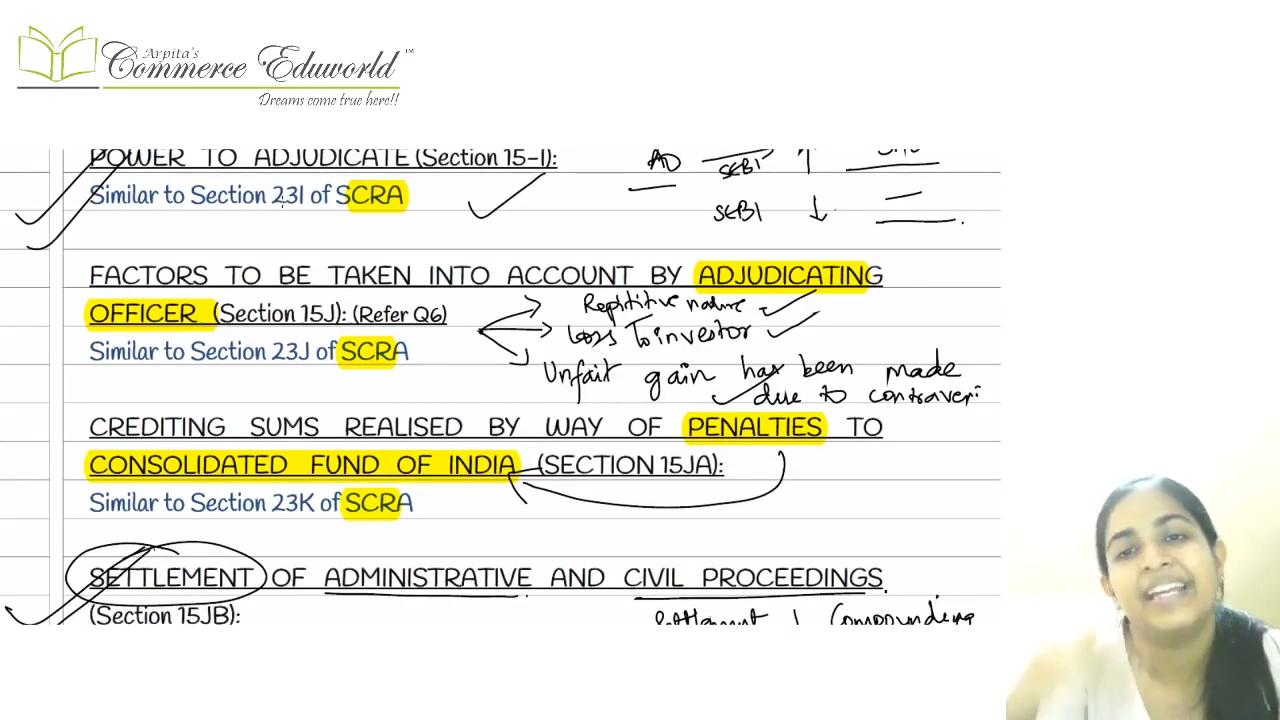 Arpita's
Commerce Eduworld™
Dreams come true here!!
POWER TO ADJUDICATE (Section 15-I):
AO SEBI ↑
Similar to Section 23I of SCRA
SEBI ↓
FACTORS TO BE TAKEN INTO ACCOUNT BY ADJUDICATING
Reptitive nature
OFFICER (Section 15J): (Refer Q6)
Loss To investor
Similar to Section 23J of SCRA
Unfait gain has been made
due to contraven
CREDITING SUMS REALISED BY WAY OF PENALTIES TO
CONSOLIDATED FUND OF INDIA (SECTION 15JA):
Similar to Section 23K of SCRA
SETTLEMENT OF ADMINISTRATIVE AND CIVIL PROCEEDINGS
(Section 15JB):
Settlement | Compounding